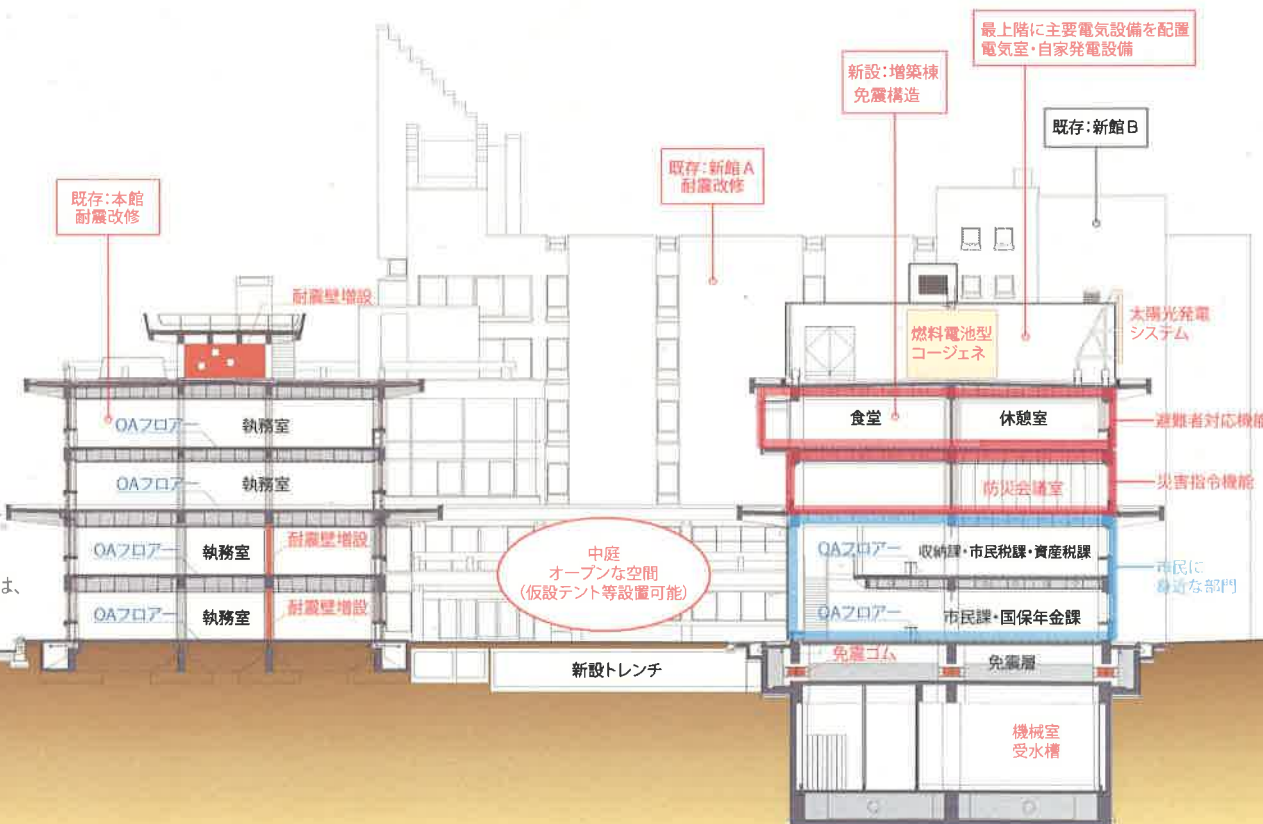 最上階に主要電気設備を配置
電気室・自家発電設備
新設：増築棟
免震構造
既存：新館B
既存：新館A
耐震改修
既存：本館
耐震改修
耐震壁増設
太陽光発電
システム
燃料電池型
コージェネ
OAフロアー
執務室
食堂
休憩室
避難者対応機能
OAフロアー
執務室
防災会議室
災害指令機能
OAフロアー
執務室
耐震壁増設
中庭
オープンな空間
（仮設テント等設置可能）
OAフロアー
収納課・市民税課・資産税課
市民に
身近な部門
は、
OAフロアー
執務室
耐震壁増設
OAフロアー
市民課・国保年金課
新設トレンチ
免震ゴム
免震層
機械室
受水槽